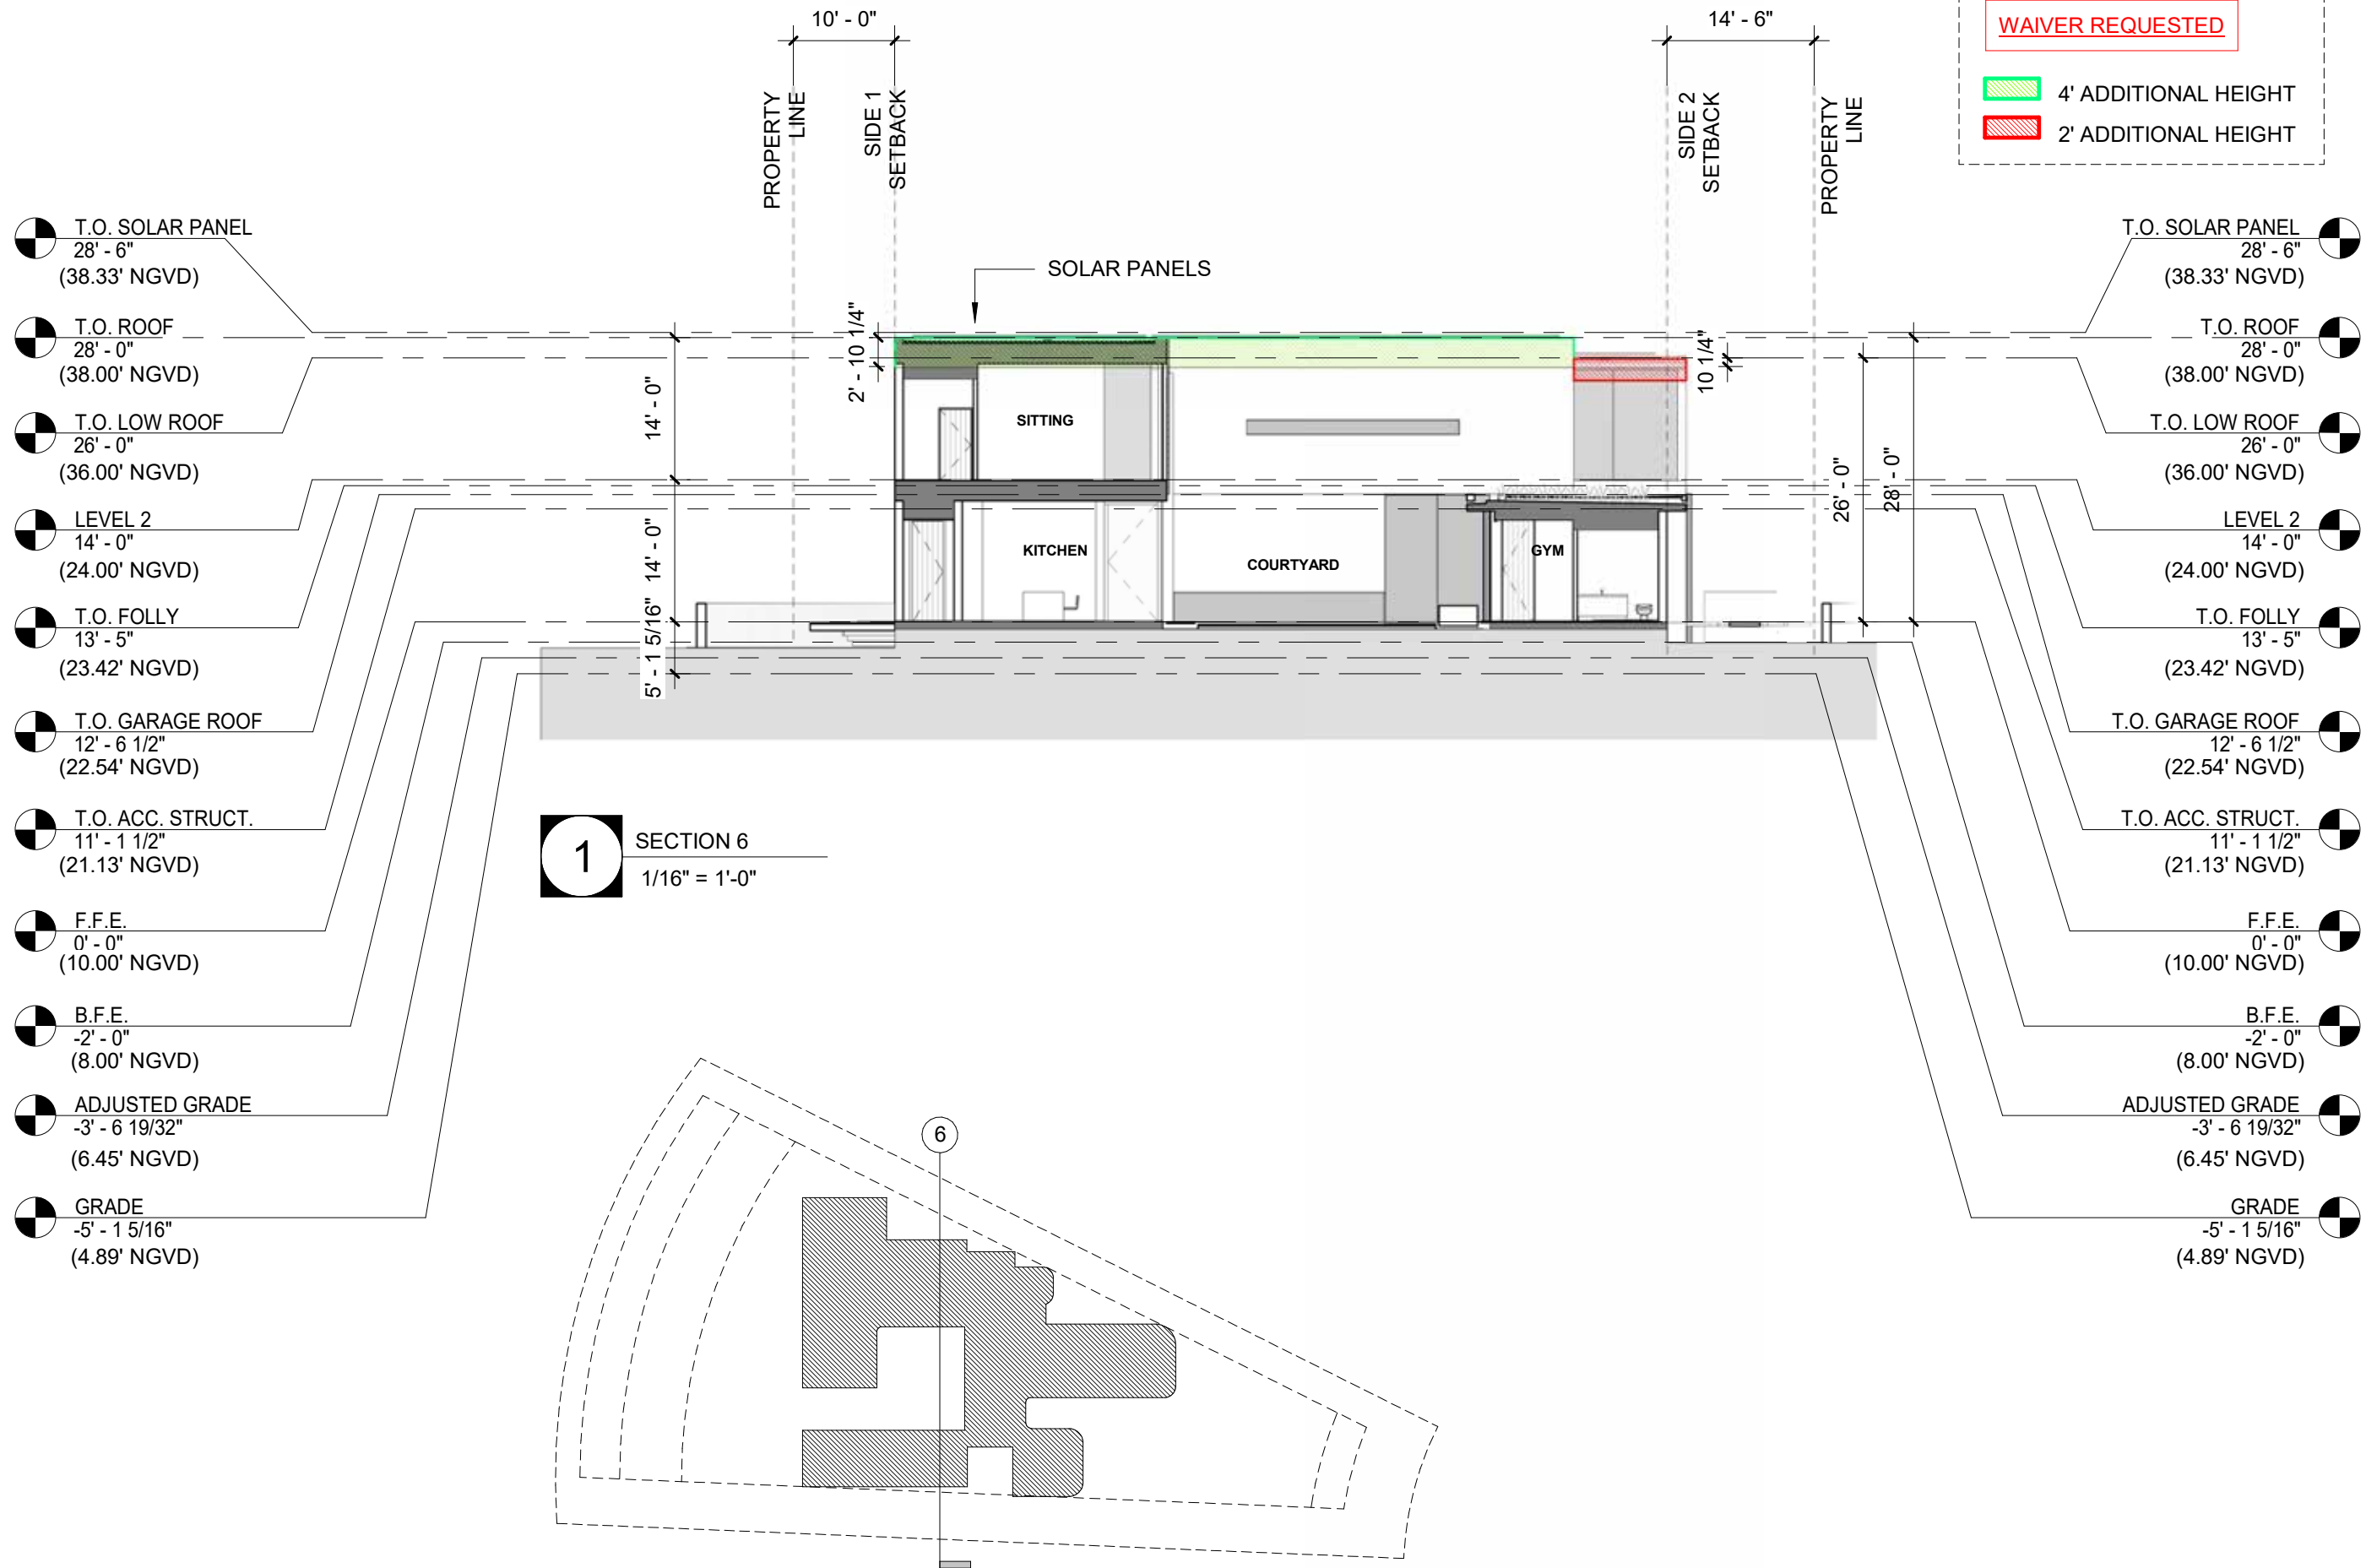 10' - 0"
14' - 6"
WAIVER REQUESTED
4' ADDITIONAL HEIGHT
2' ADDITIONAL HEIGHT
PROPERTY
LINE
SIDE 1
SETBACK
SIDE 2
SETBACK
PROPERTY
LINE
T.O. SOLAR PANEL
28' - 6"
(38.33' NGVD)
T.O. ROOF
28' - 0"
(38.00' NGVD)
T.O. LOW ROOF
26' - 0"
(36.00' NGVD)
LEVEL 2
14' - 0"
(24.00' NGVD)
T.O. FOLLY
13' - 5"
(23.42' NGVD)
T.O. GARAGE ROOF
12' - 6 1/2"
(22.54' NGVD)
T.O. ACC. STRUCT.
11' - 1 1/2"
(21.13' NGVD)
F.F.E.
0' - 0"
(10.00' NGVD)
B.F.E.
-2' - 0"
(8.00' NGVD)
ADJUSTED GRADE
-3' - 6 19/32"
(6.45' NGVD)
GRADE
-5' - 1 5/16"
(4.89' NGVD)
SOLAR PANELS
2' - 10 1/4"
10 1/4"
14' - 0"
14' - 0"
5' - 1 5/16"
26' - 0"
28' - 0"
SITTING
KITCHEN
COURTYARD
GYM
T.O. SOLAR PANEL
28' - 6"
(38.33' NGVD)
T.O. ROOF
28' - 0"
(38.00' NGVD)
T.O. LOW ROOF
26' - 0"
(36.00' NGVD)
LEVEL 2
14' - 0"
(24.00' NGVD)
T.O. FOLLY
13' - 5"
(23.42' NGVD)
T.O. GARAGE ROOF
12' - 6 1/2"
(22.54' NGVD)
T.O. ACC. STRUCT.
11' - 1 1/2"
(21.13' NGVD)
F.F.E.
0' - 0"
(10.00' NGVD)
B.F.E.
-2' - 0"
(8.00' NGVD)
ADJUSTED GRADE
-3' - 6 19/32"
(6.45' NGVD)
GRADE
-5' - 1 5/16"
(4.89' NGVD)
1
SECTION 6
1/16" = 1'-0"
6